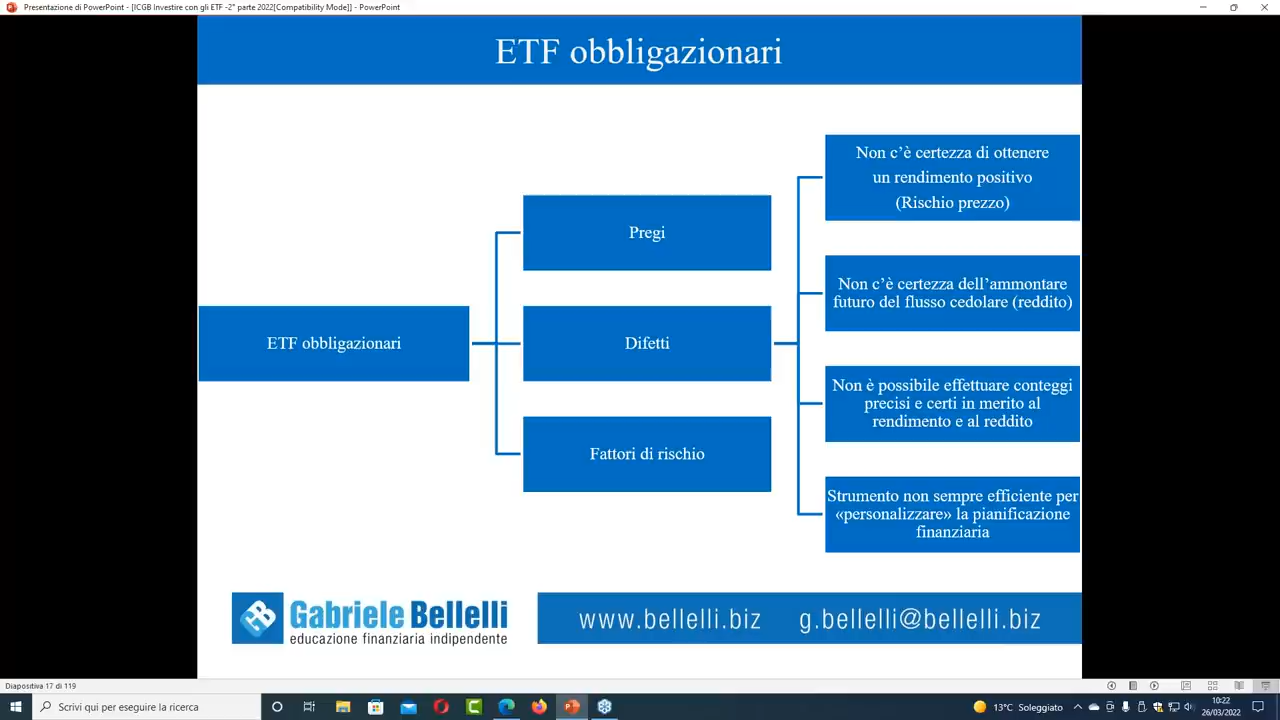 Presentazione di PowerPoint - [ICGB Investire con gli ETF -2° parte 2022[Compatibility Mode]] - PowerPoint
ETF obbligazionari
ETF obbligazionari
Pregi
Difetti
Fattori di rischio
Non c’è certezza di ottenere
un rendimento positivo
(Rischio prezzo)
Non c’è certezza dell’ammontare
futuro del flusso cedolare (reddito)
Non è possibile effettuare conteggi
precisi e certi in merito al
rendimento e al reddito
Strumento non sempre efficiente per
«personalizzare» la pianificazione
finanziaria
Gabriele Bellelli
educazione finanziaria indipendente
www.bellelli.biz g.bellelli@bellelli.biz
Diapositiva 17 di 119
Scrivi qui per eseguire la ricerca
13°C Soleggiato
10:22
26/03/2022